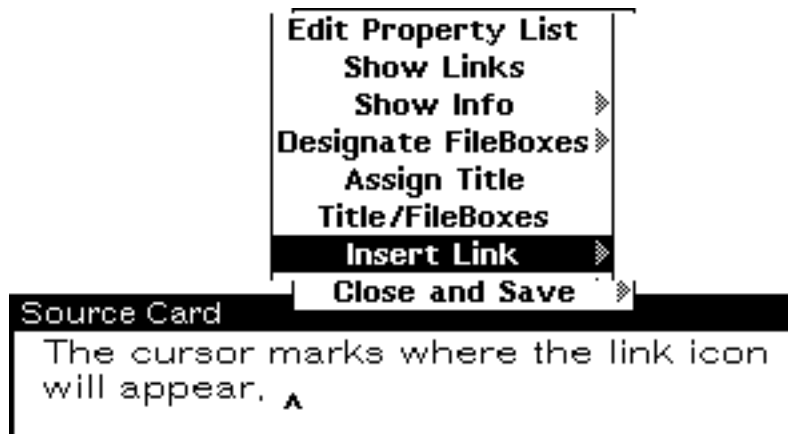 Edit Property List
Show Links
Show Info
Designate FileBoxes
Assign Title
Title/FileBoxes
Insert Link
Close and Save
Source Card
The cursor marks where the link icon
will appear.